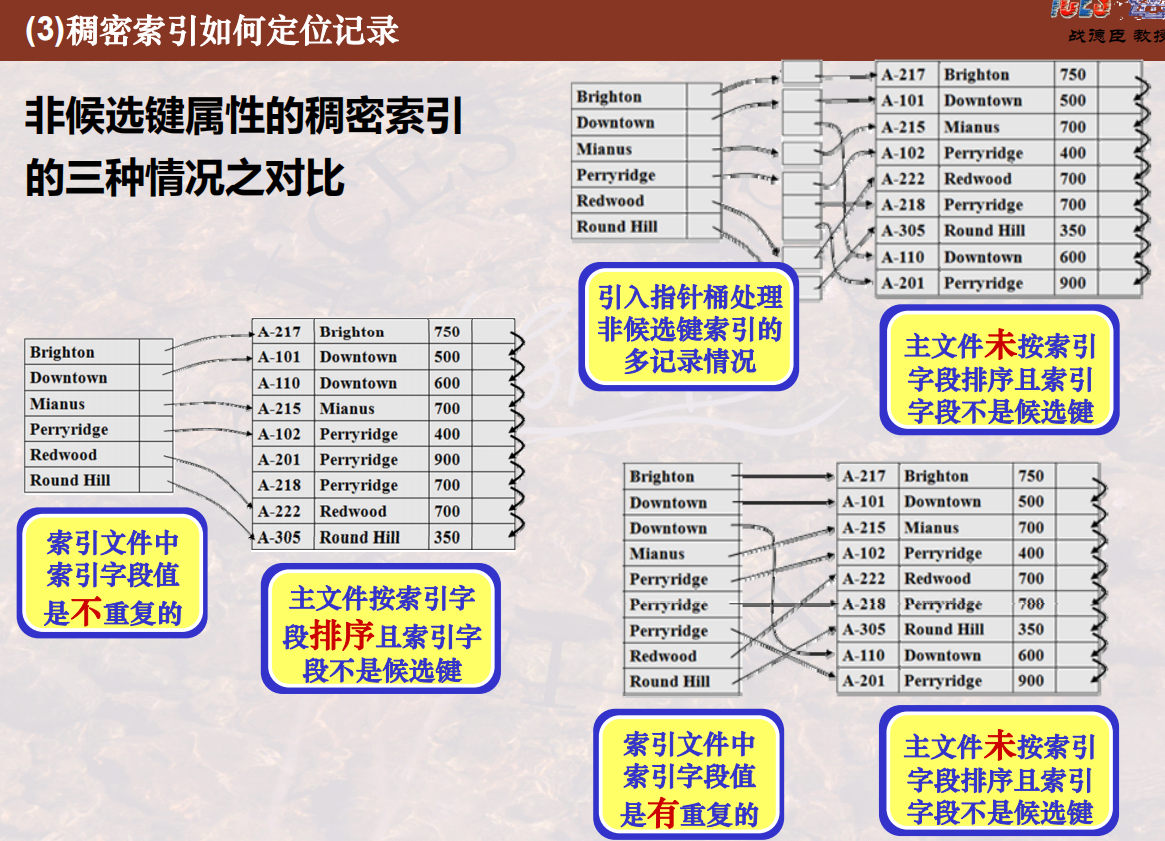 (3)稠密索引如何定位记录
战德臣 教授
非候选键属性的稠密索引
的三种情况之对比
Brighton
Downtown
Mianus
Perryridge
Redwood
Round Hill
A-217 Brighton 750
A-101 Downtown 500
A-215 Mianus 700
A-102 Perryridge 400
A-222 Redwood 700
A-218 Perryridge 700
A-305 Round Hill 350
A-110 Downtown 600
A-201 Perryridge 900
引入指针桶处理
非候选键索引的
多记录情况
主文件未按索引
字段排序且索引
字段不是候选键
Brighton
Downtown
Mianus
Perryridge
Redwood
Round Hill
A-217 Brighton 750
A-101 Downtown 500
A-110 Downtown 600
A-215 Mianus 700
A-102 Perryridge 400
A-201 Perryridge 900
A-218 Perryridge 700
A-222 Redwood 700
A-305 Round Hill 350
索引文件中
索引字段值
是不重复的
主文件按索引字
段排序且索引字
段不是候选键
Brighton
Downtown
Downtown
Mianus
Perryridge
Perryridge
Perryridge
Redwood
Round Hill
A-217 Brighton 750
A-101 Downtown 500
A-215 Mianus 700
A-102 Perryridge 400
A-222 Redwood 700
A-218 Perryridge 700
A-305 Round Hill 350
A-110 Downtown 600
A-201 Perryridge 900
索引文件中
索引字段值
是有重复的
主文件未按索引
字段排序且索引
字段不是候选键